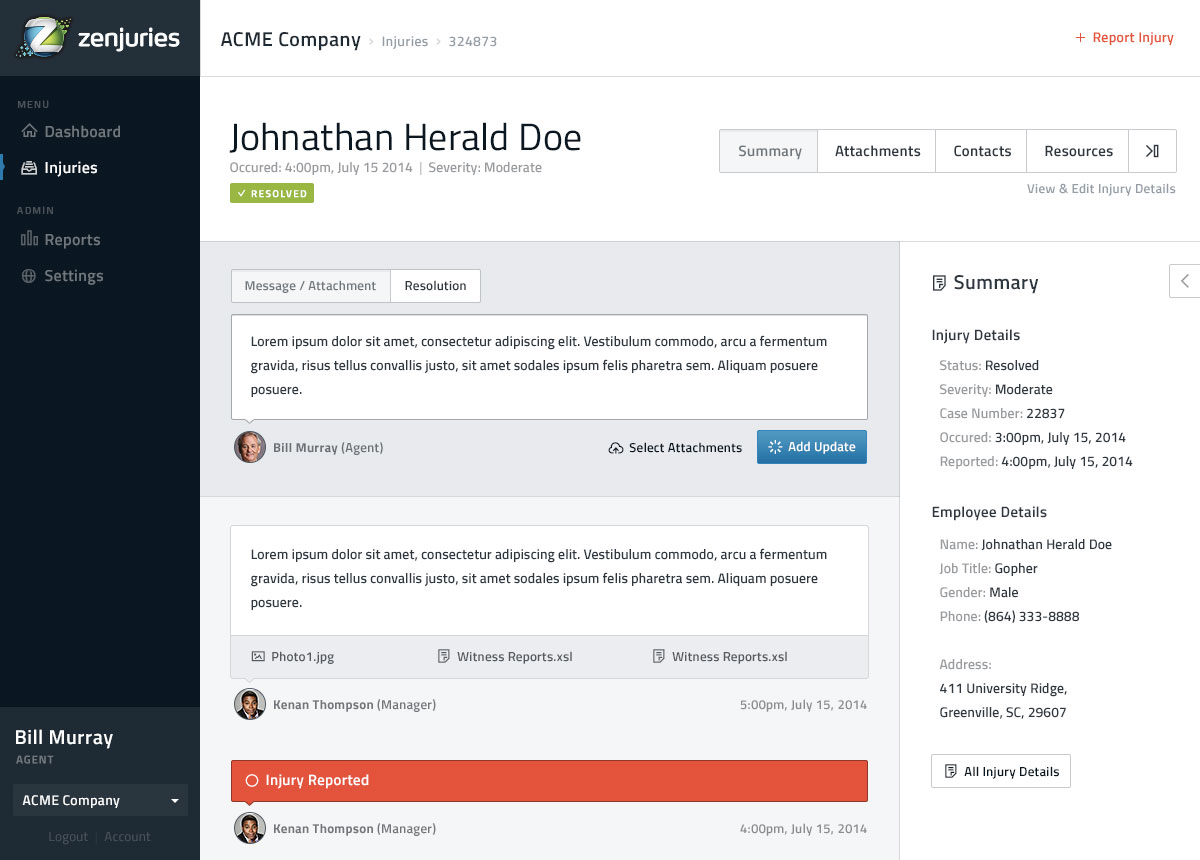 zenjuries
MENU
Dashboard
Injuries
ADMIN
Reports
Settings
Bill Murray
AGENT
ACME Company
Logout | Account
ACME Company › Injuries › 324873
+ Report Injury
Johnathan Herald Doe
Occured: 4:00pm, July 15 2014 | Severity: Moderate
✓ RESOLVED
Summary Attachments Contacts Resources
View & Edit Injury Details
Message / Attachment Resolution
Lorem ipsum dolor sit amet, consectetur adipiscing elit. Vestibulum commodo, arcu a fermentum
gravida, risus tellus convallis justo, sit amet sodales ipsum felis pharetra sem. Aliquam posuere
posuere.
Bill Murray (Agent)
Select Attachments
Add Update
Lorem ipsum dolor sit amet, consectetur adipiscing elit. Vestibulum commodo, arcu a fermentum
gravida, risus tellus convallis justo, sit amet sodales ipsum felis pharetra sem. Aliquam posuere
posuere.
Photo1.jpg Witness Reports.xsl Witness Reports.xsl
Kenan Thompson (Manager) 5:00pm, July 15, 2014
Injury Reported
Kenan Thompson (Manager) 4:00pm, July 15, 2014
Summary
Injury Details
Status: Resolved
Severity: Moderate
Case Number: 22837
Occured: 3:00pm, July 15, 2014
Reported: 4:00pm, July 15, 2014
Employee Details
Name: Johnathan Herald Doe
Job Title: Gopher
Gender: Male
Phone: (864) 333-8888
Address:
411 University Ridge,
Greenville, SC, 29607
All Injury Details